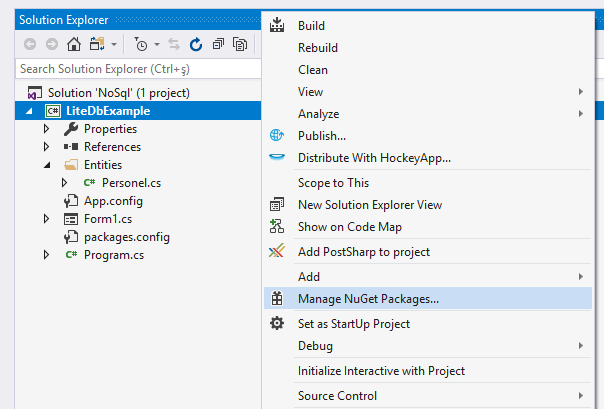 Solution Explorer
Search Solution Explorer (Ctrl+ş)
Solution 'NoSql' (1 project)
C# LiteDbExample
Properties
References
Entities
C# Personel.cs
App.config
Form1.cs
packages.config
C# Program.cs
Build
Rebuild
Clean
View
Analyze
Publish...
Distribute With HockeyApp...
Scope to This
New Solution Explorer View
Show on Code Map
Add PostSharp to project
Add
Manage NuGet Packages...
Set as StartUp Project
Debug
Initialize Interactive with Project
Source Control